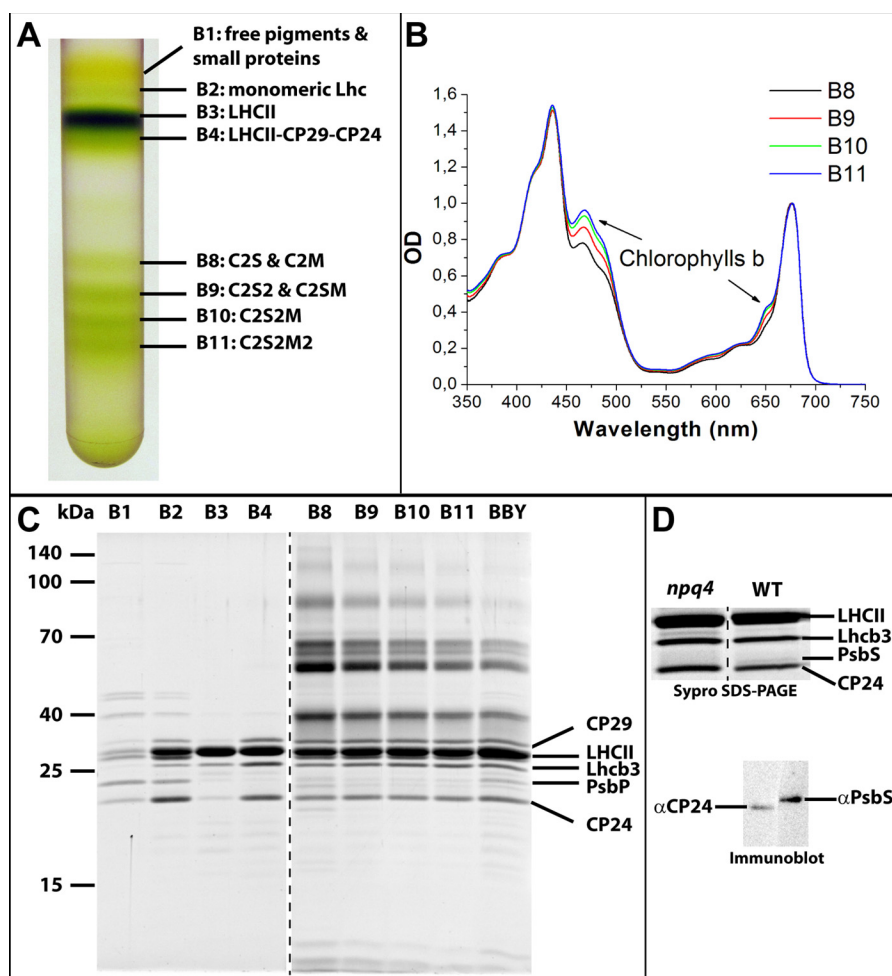 A
B1: free pigments &
small proteins
B2: monomeric Lhc
B3: LHCII
B4: LHCII-CP29-CP24
B8: C2S & C2M
B9: C2S2 & C2SM
B10: C2S2M
B11: C2S2M2
B
B8
B9
B10
B11
1,6
1,4
1,2
1,0
0,8
0,6
0,4
0,2
0,0
OD
Chlorophylls b
350 400 450 500 550 600 650 700 750
Wavelength (nm)
C
kDa B1 B2 B3 B4 B8 B9 B10 B11 BBY
140
100
70
40
25
15
CP29
LHCII
Lhcb3
PsbP
CP24
D
npq4 WT
LHCII
Lhcb3
PsbS
CP24
Sypro SDS-PAGE
αCP24
αPsbS
Immunoblot